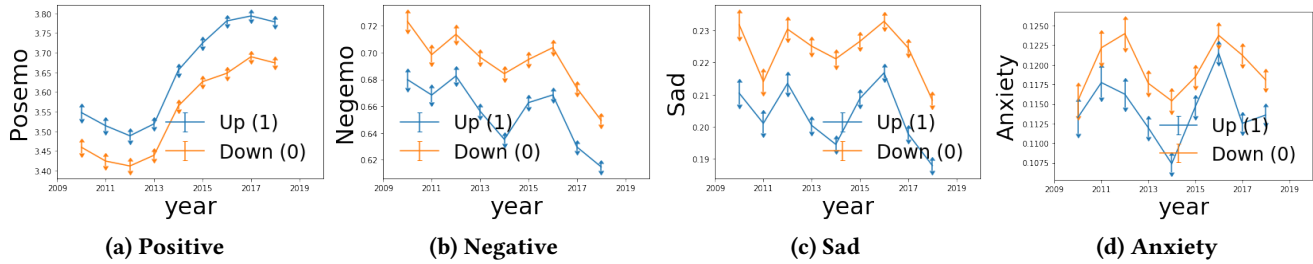 Posemo
3.80
3.75
3.70
3.65
3.60
3.55
3.50
3.45
3.40
Up (1)
Down (0)
2009
2011
2013
2015
2017
2019
year
(a) Positive
Negemo
0.72
0.70
0.68
0.66
0.64
0.62
Up (1)
Down (0)
2009
2011
2013
2015
2017
2019
year
(b) Negative
Sad
0.23
0.22
0.21
0.20
0.19
Up (1)
Down (0)
2009
2011
2013
2015
2017
2019
year
(c) Sad
Anxiety
0.1250
0.1225
0.1200
0.1175
0.1150
0.1125
0.1100
0.1075
Up (1)
Down (0)
2009
2011
2013
2015
2017
2019
year
(d) Anxiety